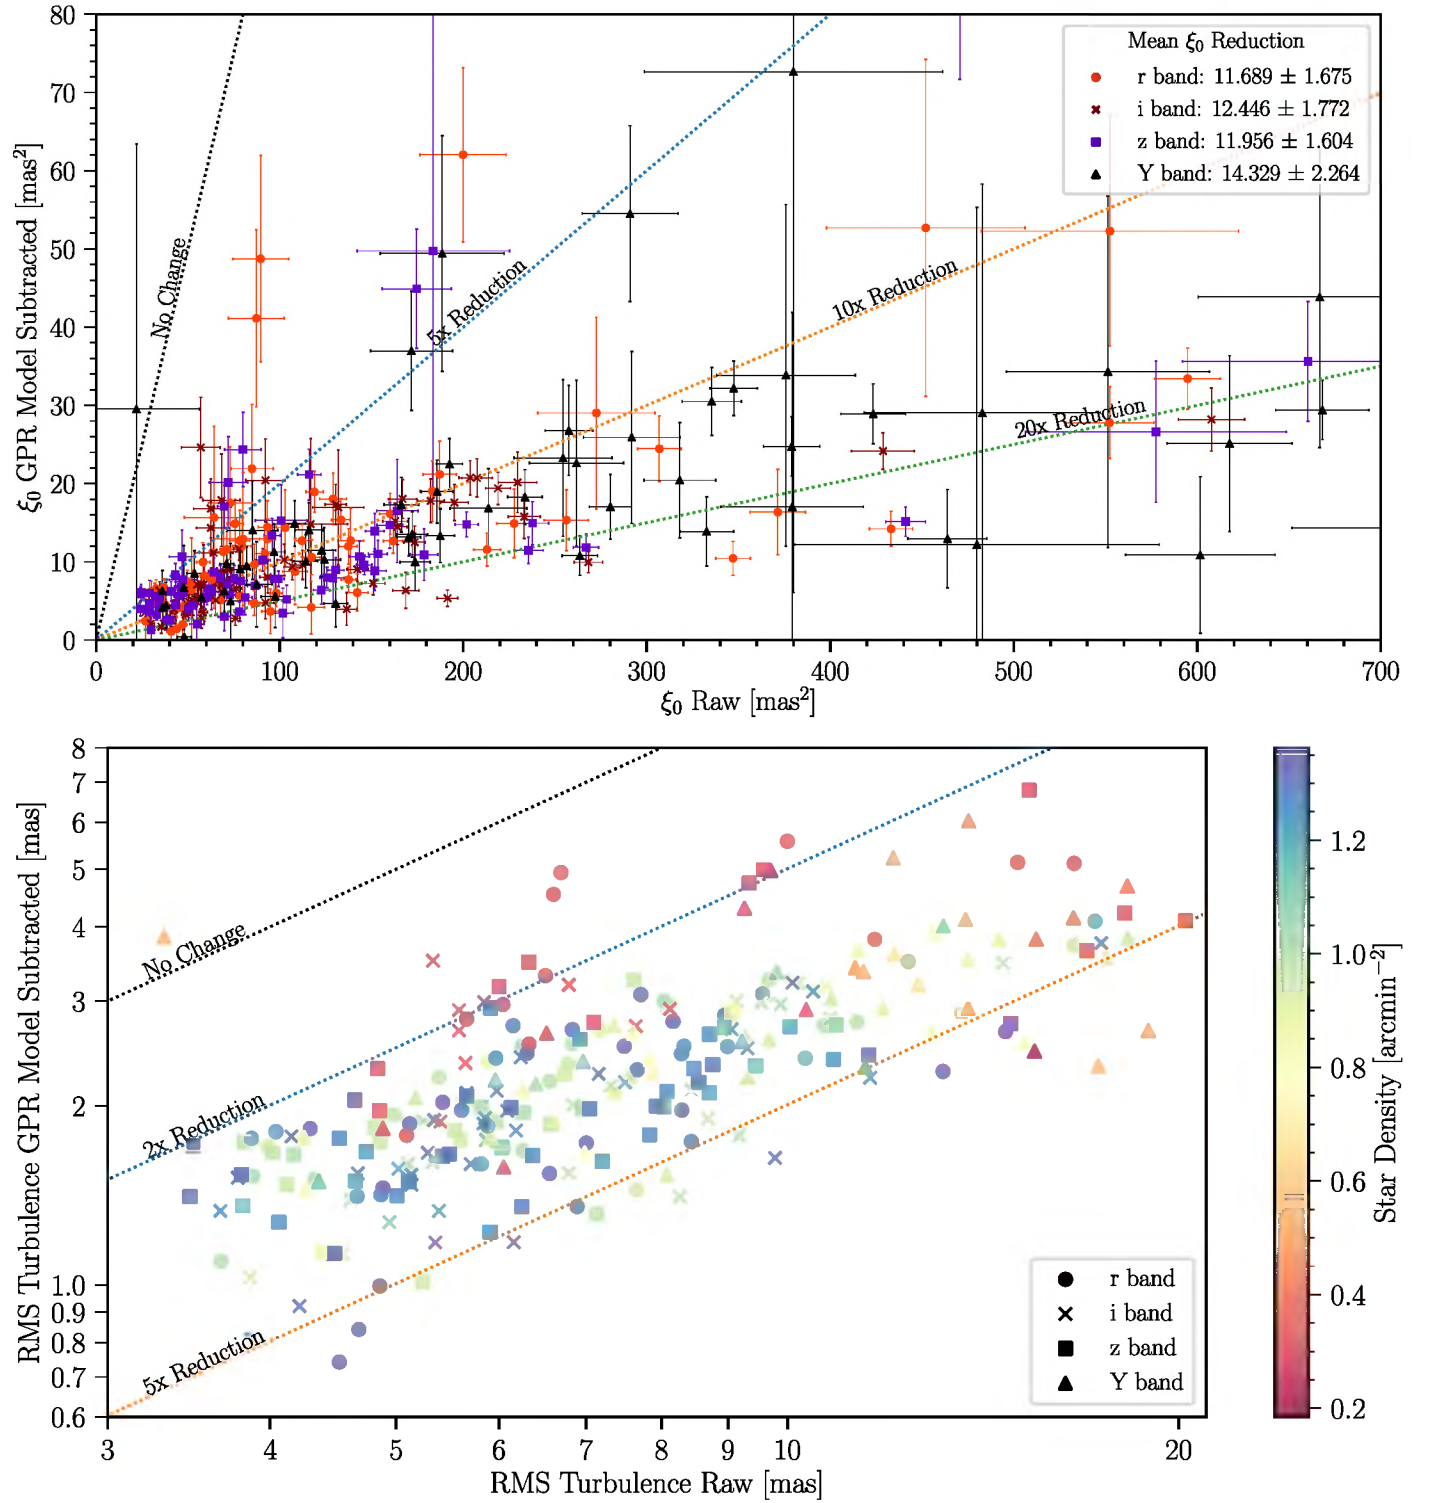 80
70
60
50
40
30
20
10
0
ξ0 GPR Model Subtracted [mas²]
No Change
5x Reduction
10x Reduction
20x Reduction
Mean ξ0 Reduction
r band: 11.689 ± 1.675
i band: 12.446 ± 1.772
z band: 11.956 ± 1.604
Y band: 14.329 ± 2.264
0 100 200 300 400 500 600 700
ξ0 Raw [mas²]
8
7
6
5
4
3
2
1.0
0.9
0.8
0.7
0.6
RMS Turbulence GPR Model Subtracted [mas]
No Change
2x Reduction
5x Reduction
r band
i band
z band
Y band
3 4 5 6 7 8 9 10 20
RMS Turbulence Raw [mas]
1.2
1.0
0.8
0.6
0.4
0.2
Star Density [arcmin⁻²]